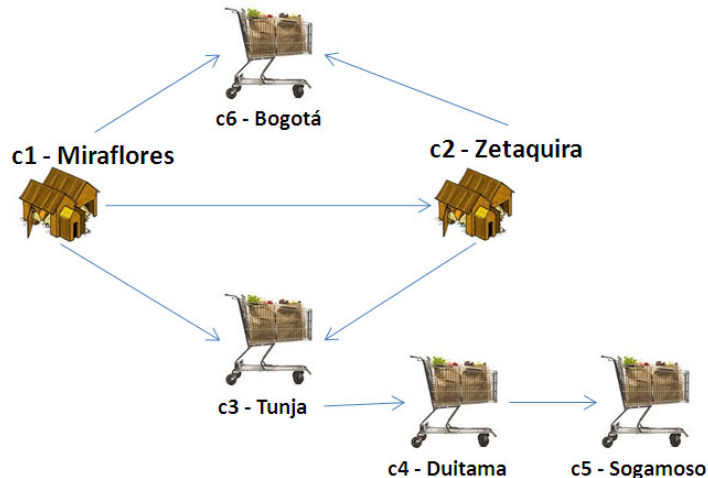 c6 - Bogotá
c1 - Miraflores
c2 - Zetaquira
c3 - Tunja
c4 - Duitama
c5 - Sogamoso